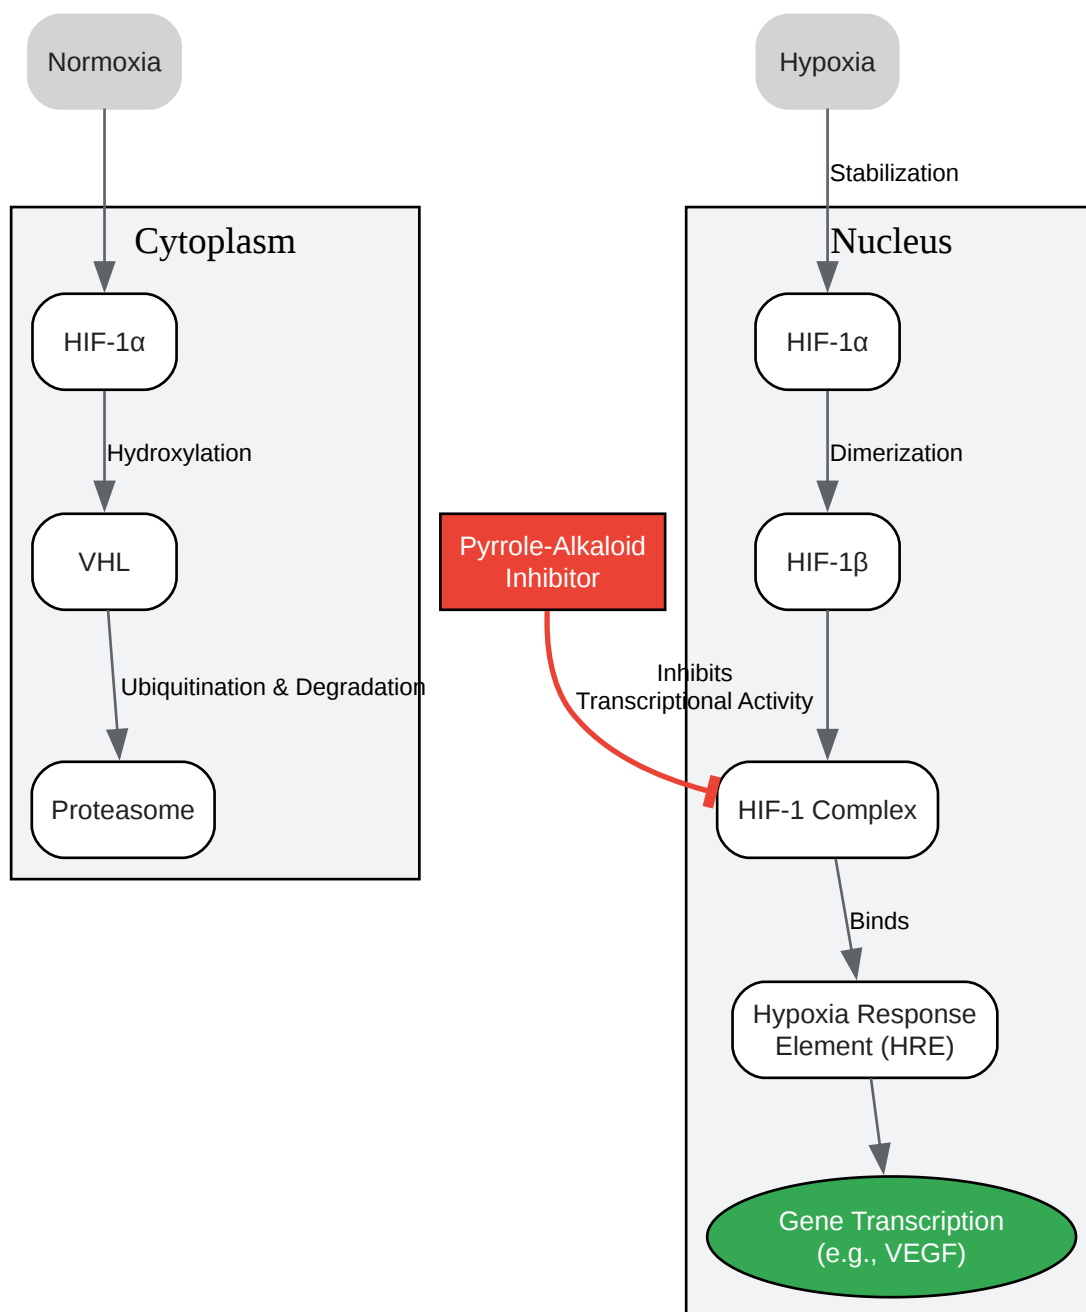 Normoxia
Hypoxia
Stabilization
Cytoplasm
Nucleus
HIF-1α
HIF-1α
Hydroxylation
Dimerization
VHL
Pyrrole-Alkaloid
Inhibitor
HIF-1β
Ubiquitination & Degradation
Inhibits
Transcriptional Activity
Proteasome
HIF-1 Complex
Binds
Hypoxia Response
Element (HRE)
Gene Transcription
(e.g., VEGF)